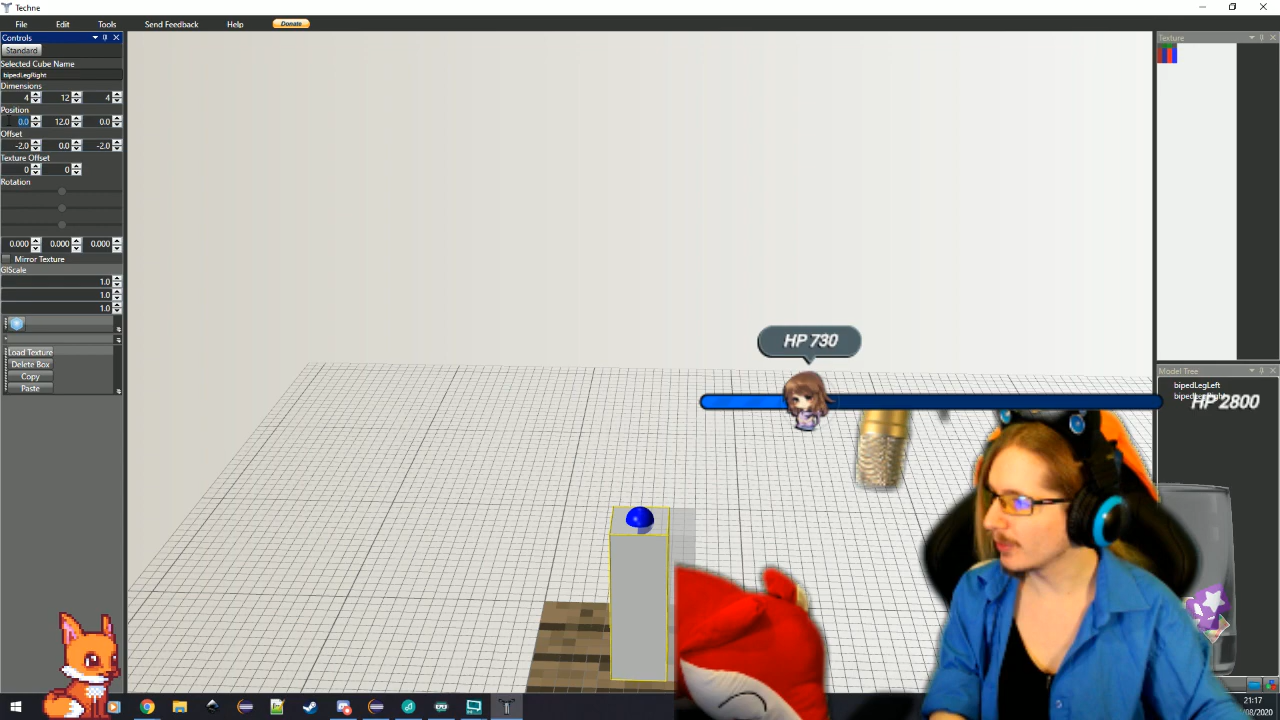 Techne
File Edit Tools Send Feedback Help Donate
Controls
Standard
Selected Cube Name
bipedLegRight
Dimensions
4 12 4
Position
0.0 12.0 0.0
Offset
-2.0 0.0 -2.0
Texture Offset
0 0
Rotation
0.000 0.000 0.000
Mirror Texture
GlScale
1.0
1.0
1.0
Load Texture
Delete Box
Copy
Paste
HP 730
HP 2800
Texture
Model Tree
bipedLegLeft
21:17
/08/2020